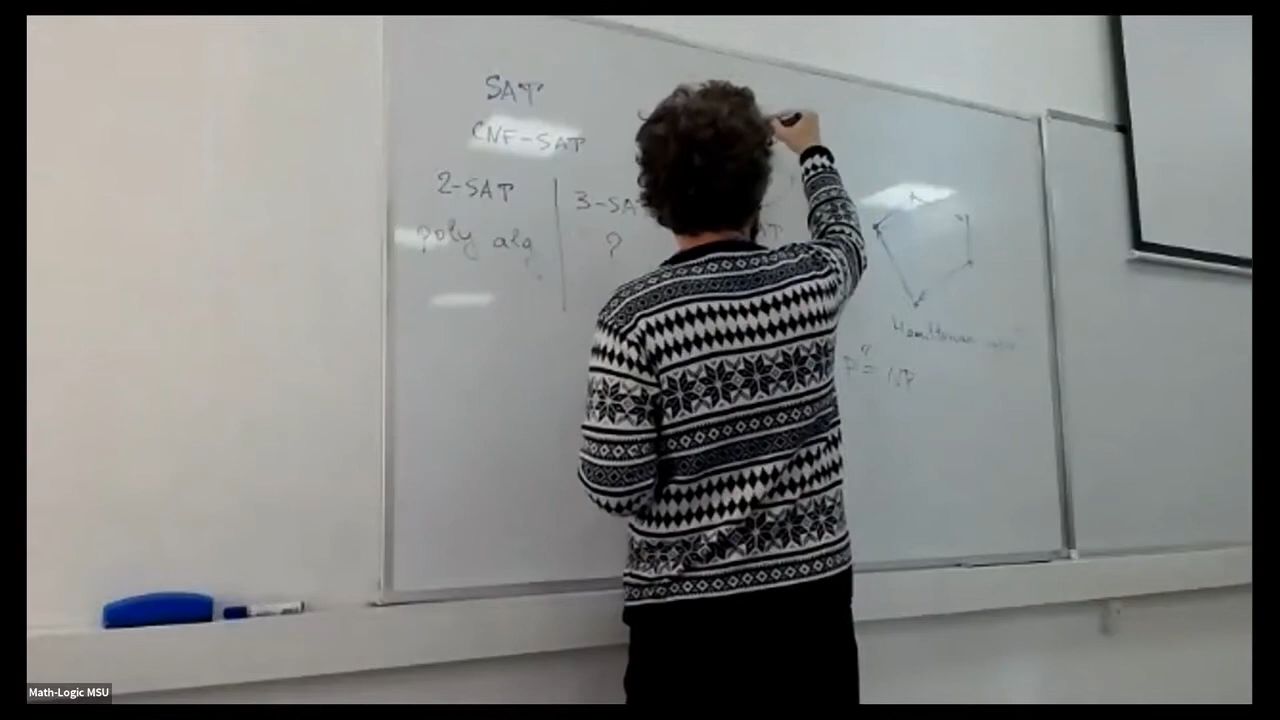 SAT
CNF-SAT
2-SAT
3-SA
poly alg
?
Hamiltonian
P ≟ NP
Math-Logic MSU